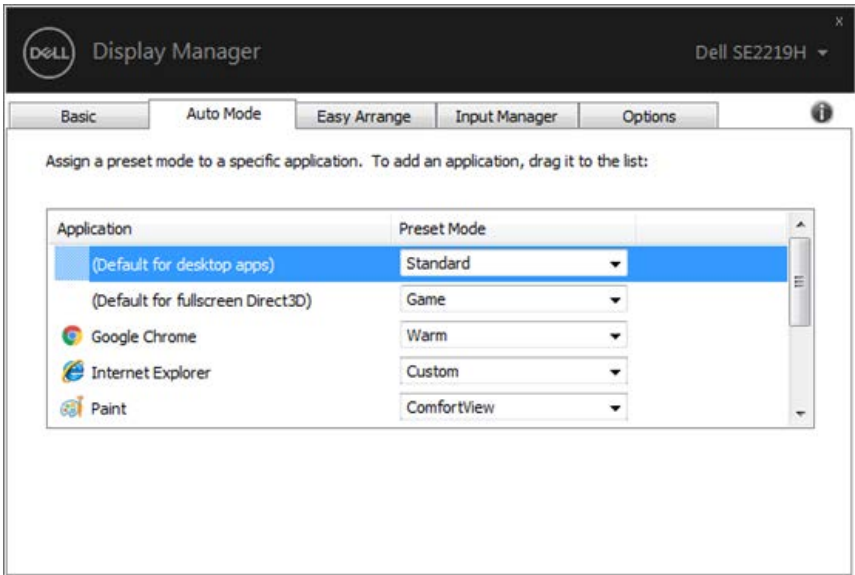 x
DELL Display Manager Dell SE2219H
Basic Auto Mode Easy Arrange Input Manager Options
Assign a preset mode to a specific application. To add an application, drag it to the list:
Application Preset Mode
(Default for desktop apps) Standard
(Default for fullscreen Direct3D) Game
Google Chrome Warm
Internet Explorer Custom
Paint ComfortView